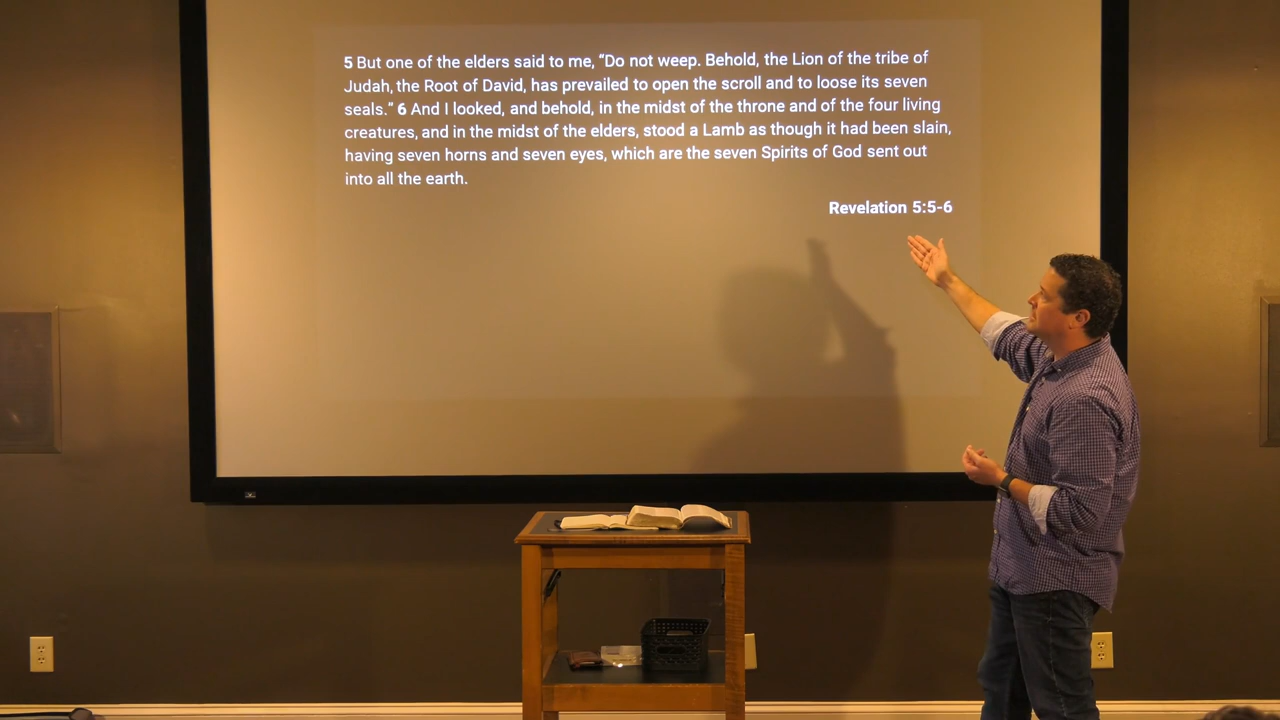 5 But one of the elders said to me, “Do not weep. Behold, the Lion of the tribe of
Judah, the Root of David, has prevailed to open the scroll and to loose its seven
seals.” 6 And I looked, and behold, in the midst of the throne and of the four living
creatures, and in the midst of the elders, stood a Lamb as though it had been slain,
having seven horns and seven eyes, which are the seven Spirits of God sent out
into all the earth.
Revelation 5:5-6